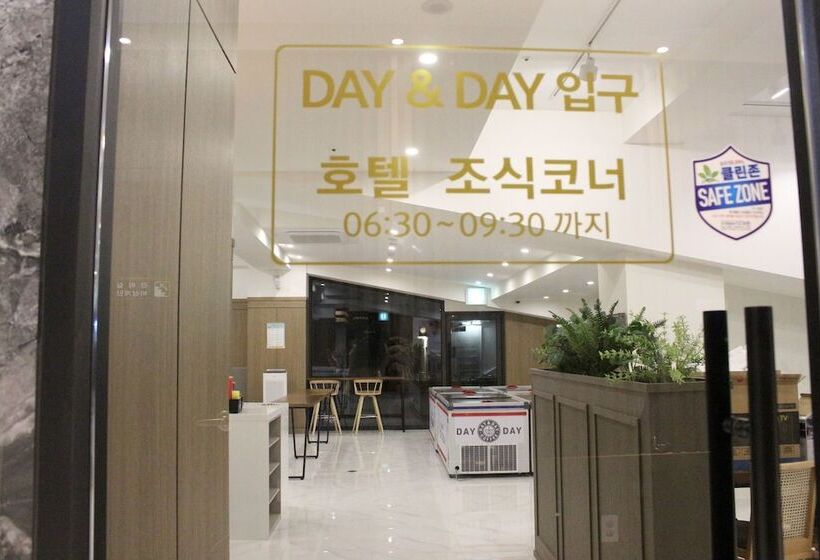 DAY & DAY 입구
호텔 조식코너
06:30~09:30 까지
클린존
SAFE ZONE
DAY DAY